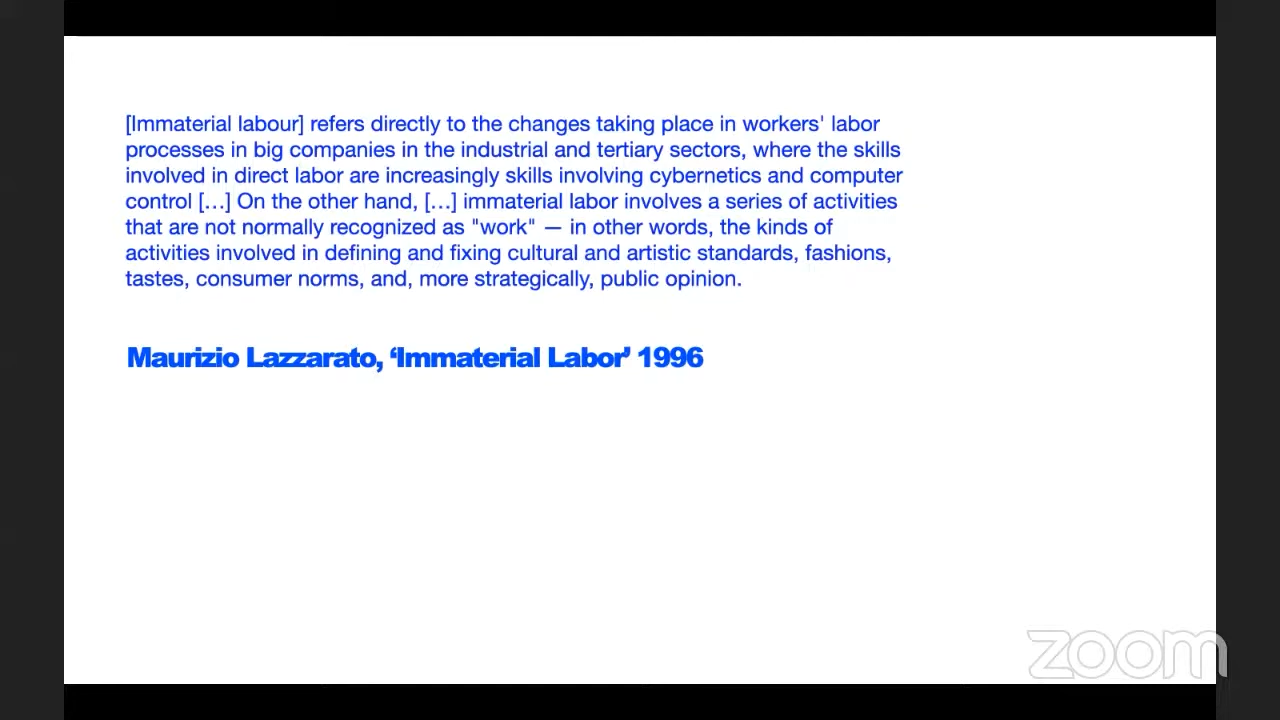 [Immaterial labour] refers directly to the changes taking place in workers' labor
processes in big companies in the industrial and tertiary sectors, where the skills
involved in direct labor are increasingly skills involving cybernetics and computer
control […] On the other hand, […] immaterial labor involves a series of activities
that are not normally recognized as "work" — in other words, the kinds of
activities involved in defining and fixing cultural and artistic standards, fashions,
tastes, consumer norms, and, more strategically, public opinion.
Maurizio Lazzarato, ‘Immaterial Labor’ 1996
zoom